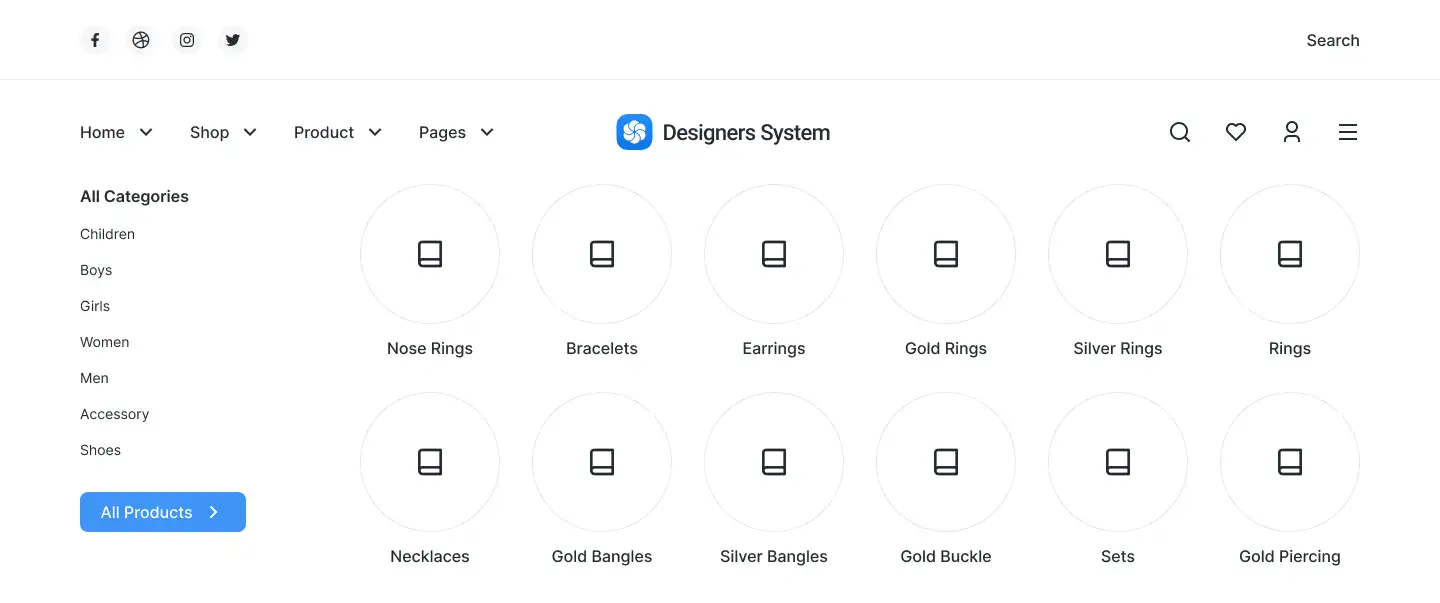 Search
Home Shop Product Pages Designers System
All Categories
Children
Boys
Girls
Women
Men
Accessory
Shoes
All Products
Nose Rings Bracelets Earrings Gold Rings Silver Rings Rings
Necklaces Gold Bangles Silver Bangles Gold Buckle Sets Gold Piercing